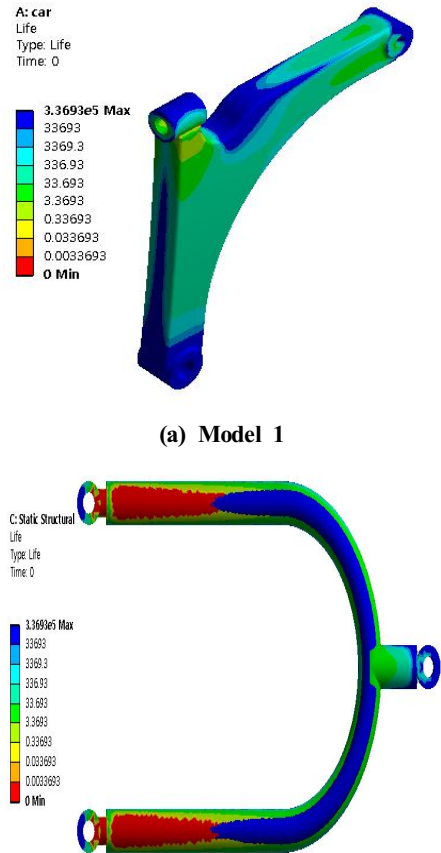 A: car
Life
Type: Life
Time: 0
3.3693e5 Max
33693
3369.3
336.93
33.693
3.3693
0.33693
0.033693
0.0033693
0 Min
(a) Model 1
C: Static Structural
Life
Type: Life
Time: 0
3.3693e5 Max
33693
3369.3
336.93
33.693
3.3693
0.33693
0.033693
0.0033693
0 Min